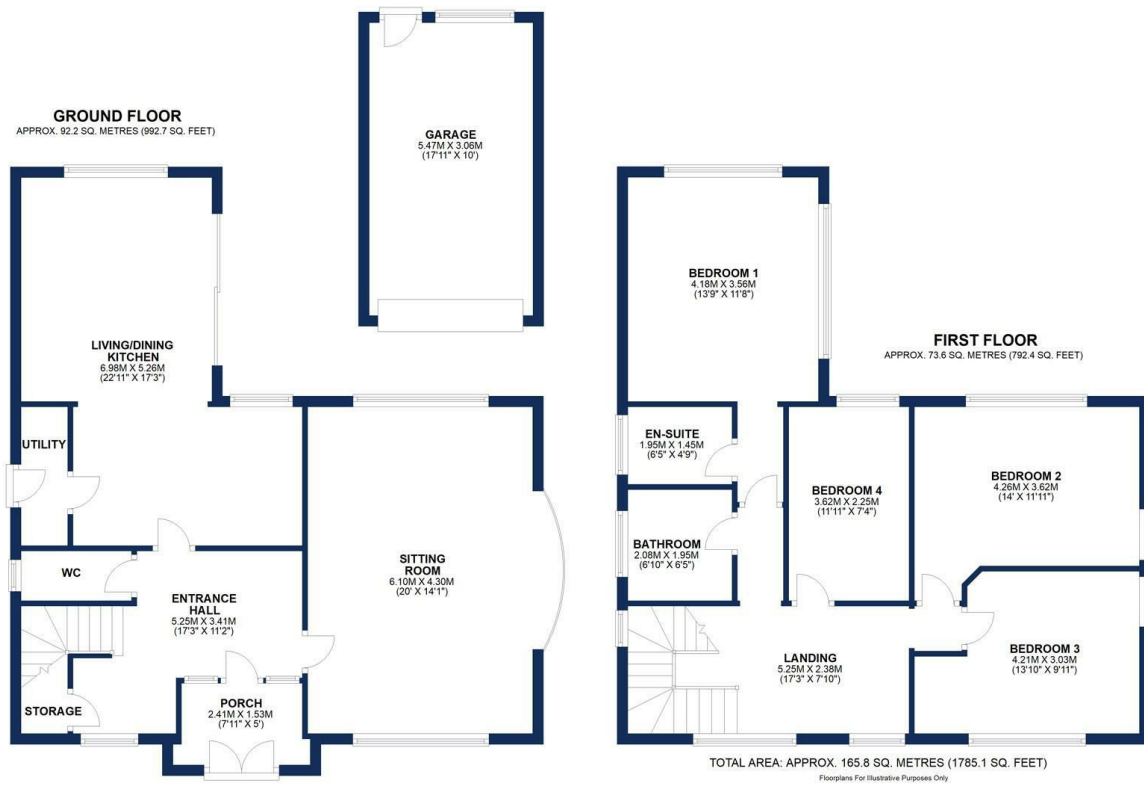 GROUND FLOOR
APPROX. 92.2 SQ. METRES (992.7 SQ. FEET)
GARAGE
5.47M X 3.06M
(17'11" X 10')
LIVING/DINING
KITCHEN
6.98M X 5.26M
(22'11" X 17'3")
UTILITY
WC
ENTRANCE
HALL
5.25M X 3.41M
(17'3" X 11'2")
SITTING
ROOM
6.10M X 4.30M
(20' X 14'1")
STORAGE
PORCH
2.41M X 1.53M
(7'11" X 5')
FIRST FLOOR
APPROX. 73.6 SQ. METRES (792.4 SQ. FEET)
BEDROOM 1
4.18M X 3.56M
(13'9" X 11'8")
EN-SUITE
1.95M X 1.45M
(6'5" X 4'9")
BATHROOM
2.08M X 1.95M
(6'10" X 6'5")
BEDROOM 4
3.62M X 2.25M
(11'11" X 7'4")
BEDROOM 2
4.26M X 3.62M
(14' X 11'11")
LANDING
5.25M X 2.38M
(17'3" X 7'10")
BEDROOM 3
4.21M X 3.03M
(13'10" X 9'11")
TOTAL AREA: APPROX. 165.8 SQ. METRES (1785.1 SQ. FEET)
Floorplans For Illustrative Purposes Only